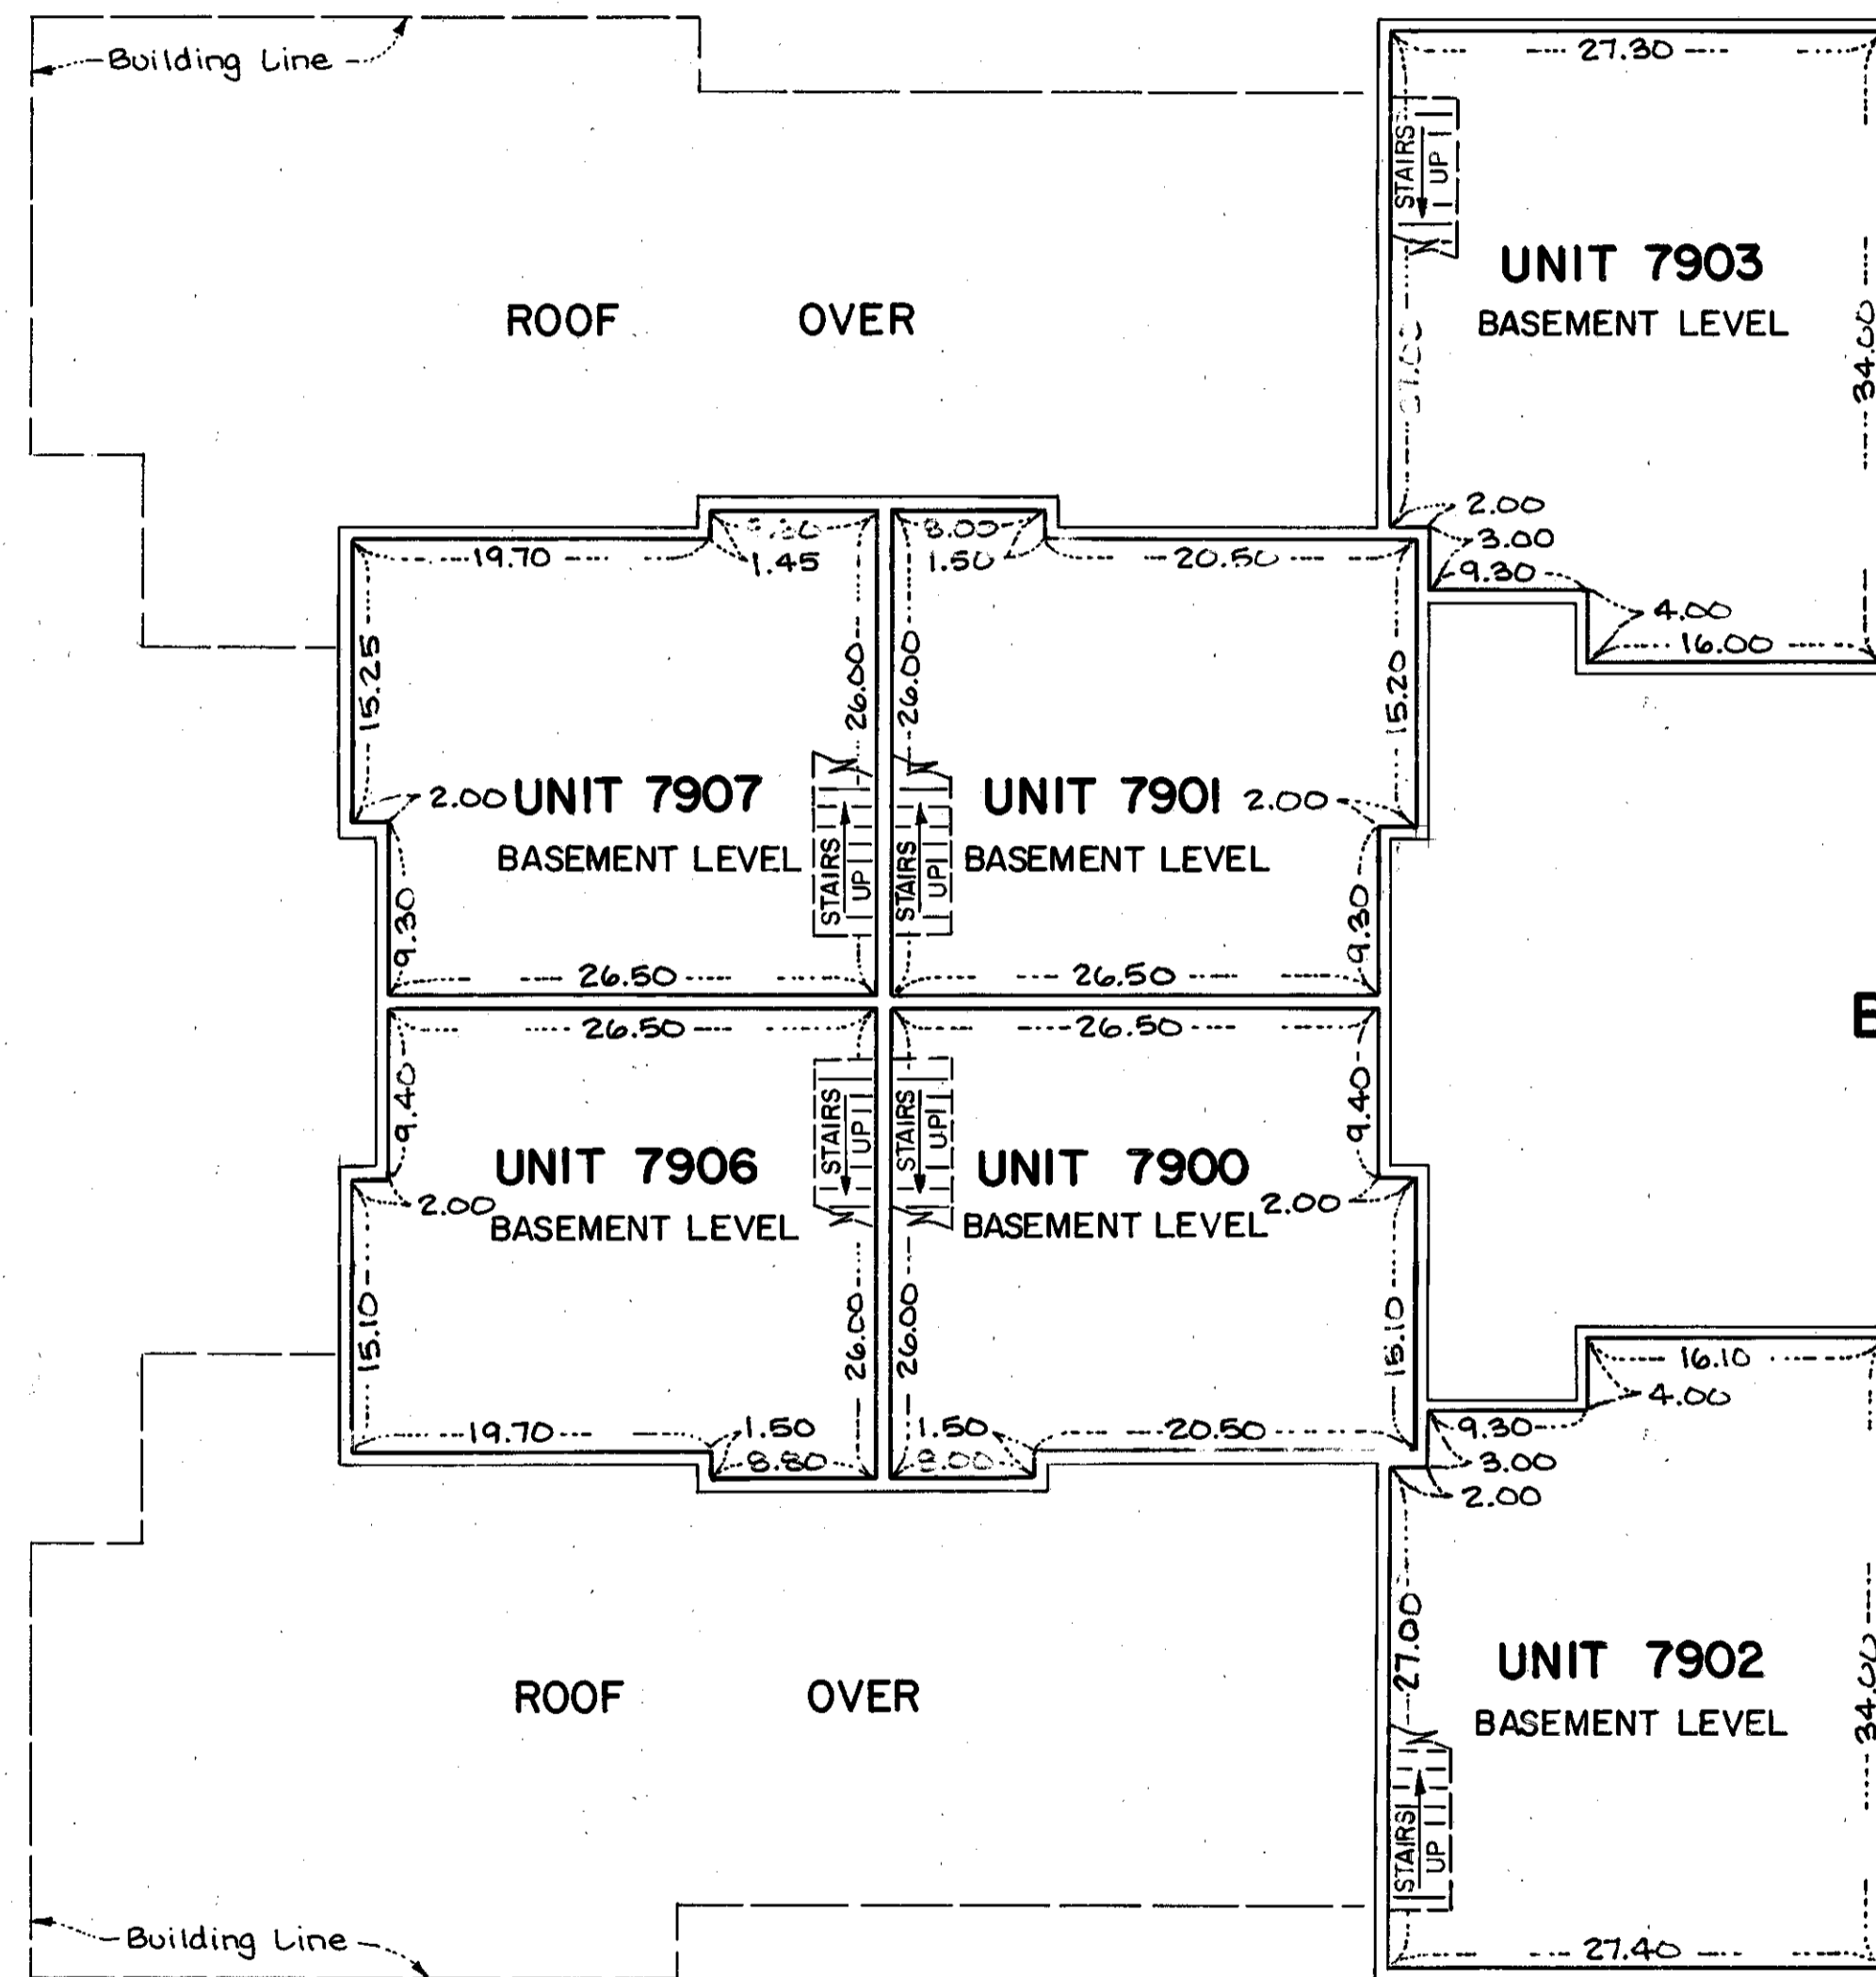 Building Line
27.30
STAIRS
UP
UNIT 7903
BASEMENT LEVEL
34.00
ROOF OVER
2.00
3.00
9.30
4.00
16.00
19.70
1.45
8.00
1.50
20.50
15.25
26.00
26.00
15.20
2.00
UNIT 7907
BASEMENT LEVEL
STAIRS
UP
STAIRS
UP
UNIT 7901
BASEMENT LEVEL
2.00
9.30
26.50
26.50
9.30
26.50
26.50
9.40
STAIRS
UP
STAIRS
UP
9.40
UNIT 7906
BASEMENT LEVEL
2.00
UNIT 7900
BASEMENT LEVEL
2.00
15.10
26.00
26.00
15.10
19.70
1.50
8.80
1.50
8.00
20.50
16.10
4.00
9.30
3.00
2.00
27.00
UNIT 7902
BASEMENT LEVEL
34.00
STAIRS
UP
27.40
ROOF OVER
Building Line